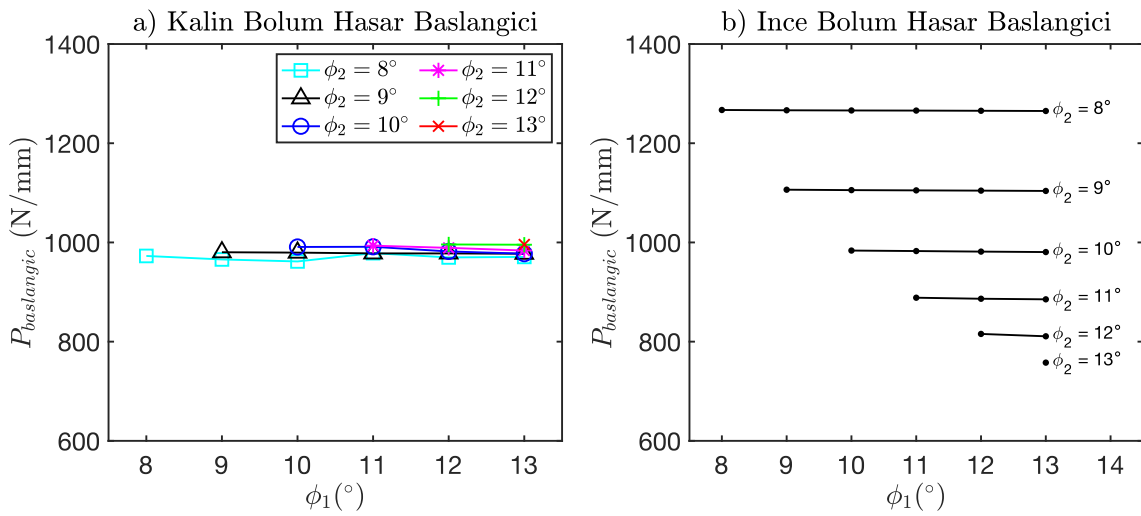 a) Kalin Bolum Hasar Baslangici
1400
1200
1000
800
600
P_baslangic (N/mm)
ϕ₂ = 8°
ϕ₂ = 9°
ϕ₂ = 10°
ϕ₂ = 11°
ϕ₂ = 12°
ϕ₂ = 13°
8 9 10 11 12 13
ϕ₁(°)
b) Ince Bolum Hasar Baslangici
1400
1200
1000
800
600
P_baslangic (N/mm)
ϕ₂ = 8°
ϕ₂ = 9°
ϕ₂ = 10°
ϕ₂ = 11°
ϕ₂ = 12°
ϕ₂ = 13°
8 9 10 11 12 13 14
ϕ₁(°)